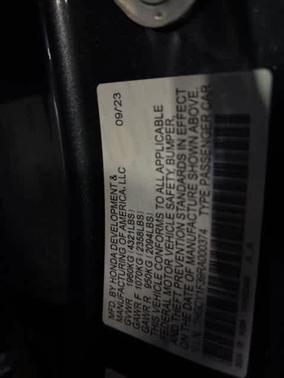 MFD. BY HONDA DEVELOPMENT &
MANUFACTURING OF AMERICA, LLC
09/23
GVWR 1960KG (4321LBS)
GAWR F 1070KG (2358LBS)
GAWR R 950KG (2094LBS)
THIS VEHICLE CONFORMS TO ALL APPLICABLE
FEDERAL MOTOR VEHICLE SAFETY, BUMPER,
AND THEFT PREVENTION STANDARDS IN EFFECT
ON THE DATE OF MANUFACTURE SHOWN ABOVE.
TYPE:PASSENGER CAR